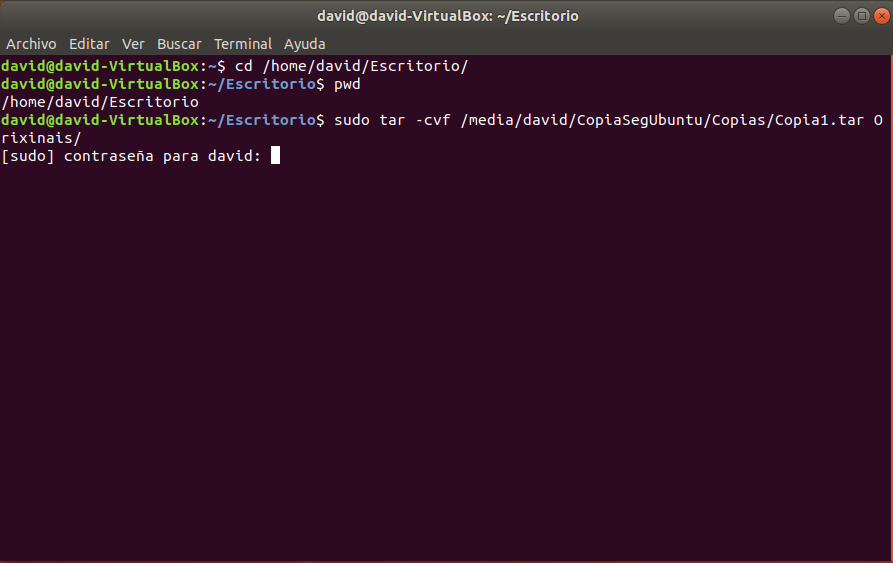 david@david-VirtualBox: ~/Escritorio
Archivo Editar Ver Buscar Terminal Ayuda
david@david-VirtualBox:~$ cd /home/david/Escritorio/
david@david-VirtualBox:~/Escritorio$ pwd
/home/david/Escritorio
david@david-VirtualBox:~/Escritorio$ sudo tar -cvf /media/david/CopiaSegUbuntu/Copias/Copia1.tar O
rixinais/
[sudo] contraseña para david: